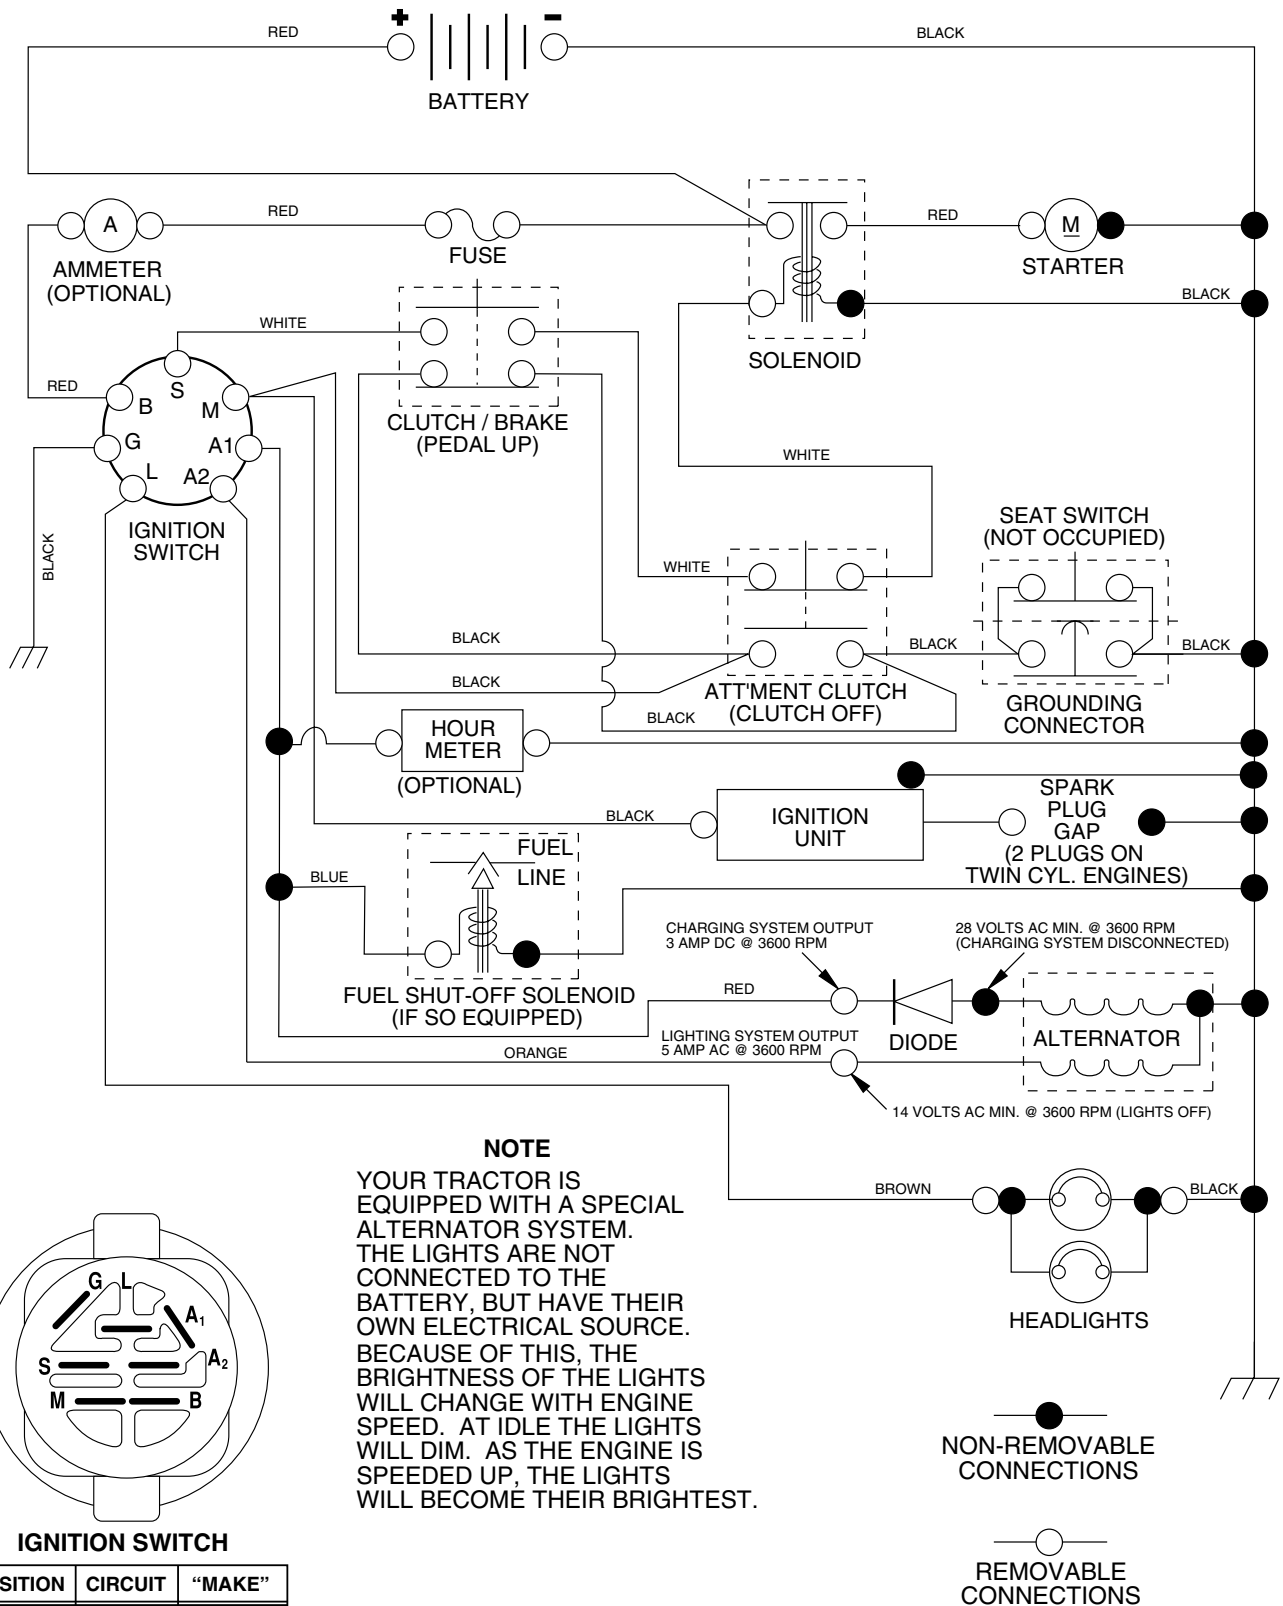 RED
+
−
BLACK
BATTERY
A
AMMETER
(OPTIONAL)
RED
FUSE
RED
M
STARTER
BLACK
SOLENOID
WHITE
CLUTCH / BRAKE
(PEDAL UP)
RED
S
B
M
G
A1
L
A2
IGNITION
SWITCH
BLACK
WHITE
SEAT SWITCH
(NOT OCCUPIED)
WHITE
BLACK
BLACK
BLACK
BLACK
ATT'MENT CLUTCH
(CLUTCH OFF)
GROUNDING
CONNECTOR
BLACK
HOUR
METER
(OPTIONAL)
BLACK
IGNITION
UNIT
SPARK
PLUG
GAP
(2 PLUGS ON
TWIN CYL. ENGINES)
BLUE
FUEL
LINE
FUEL SHUT-OFF SOLENOID
(IF SO EQUIPPED)
CHARGING SYSTEM OUTPUT
3 AMP DC @ 3600 RPM
28 VOLTS AC MIN. @ 3600 RPM
(CHARGING SYSTEM DISCONNECTED)
RED
DIODE
ALTERNATOR
LIGHTING SYSTEM OUTPUT
5 AMP AC @ 3600 RPM
ORANGE
14 VOLTS AC MIN. @ 3600 RPM (LIGHTS OFF)
BROWN
BLACK
HEADLIGHTS
NOTE
YOUR TRACTOR IS
EQUIPPED WITH A SPECIAL
ALTERNATOR SYSTEM.
THE LIGHTS ARE NOT
CONNECTED TO THE
BATTERY, BUT HAVE THEIR
OWN ELECTRICAL SOURCE.
BECAUSE OF THIS, THE
BRIGHTNESS OF THE LIGHTS
WILL CHANGE WITH ENGINE
SPEED. AT IDLE THE LIGHTS
WILL DIM. AS THE ENGINE IS
SPEEDED UP, THE LIGHTS
WILL BECOME THEIR BRIGHTEST.
G L
A1
S A2
M B
IGNITION SWITCH
SITION CIRCUIT “MAKE”
NON-REMOVABLE
CONNECTIONS
REMOVABLE
CONNECTIONS